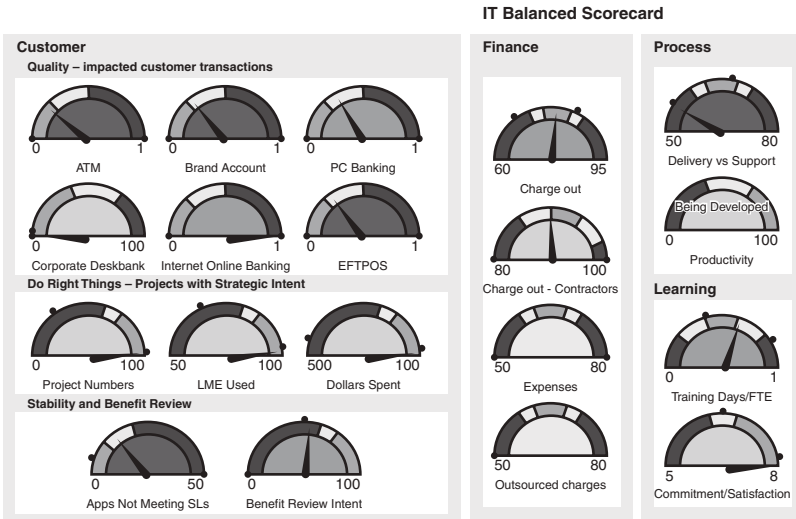 IT Balanced Scorecard
Customer
Quality – impacted customer transactions
0 1
ATM
0 1
Brand Account
0 1
PC Banking
0 100
Corporate Deskbank
0 1
Internet Online Banking
0 1
EFTPOS
Do Right Things – Projects with Strategic Intent
0 100
Project Numbers
50 100
LME Used
500 100
Dollars Spent
Stability and Benefit Review
0 50
Apps Not Meeting SLs
0 100
Benefit Review Intent
Finance
60 95
Charge out
80 100
Charge out - Contractors
50 80
Expenses
50 80
Outsourced charges
Process
50 80
Delivery vs Support
Being Developed
0 100
Productivity
Learning
0 1
Training Days/FTE
5 8
Commitment/Satisfaction